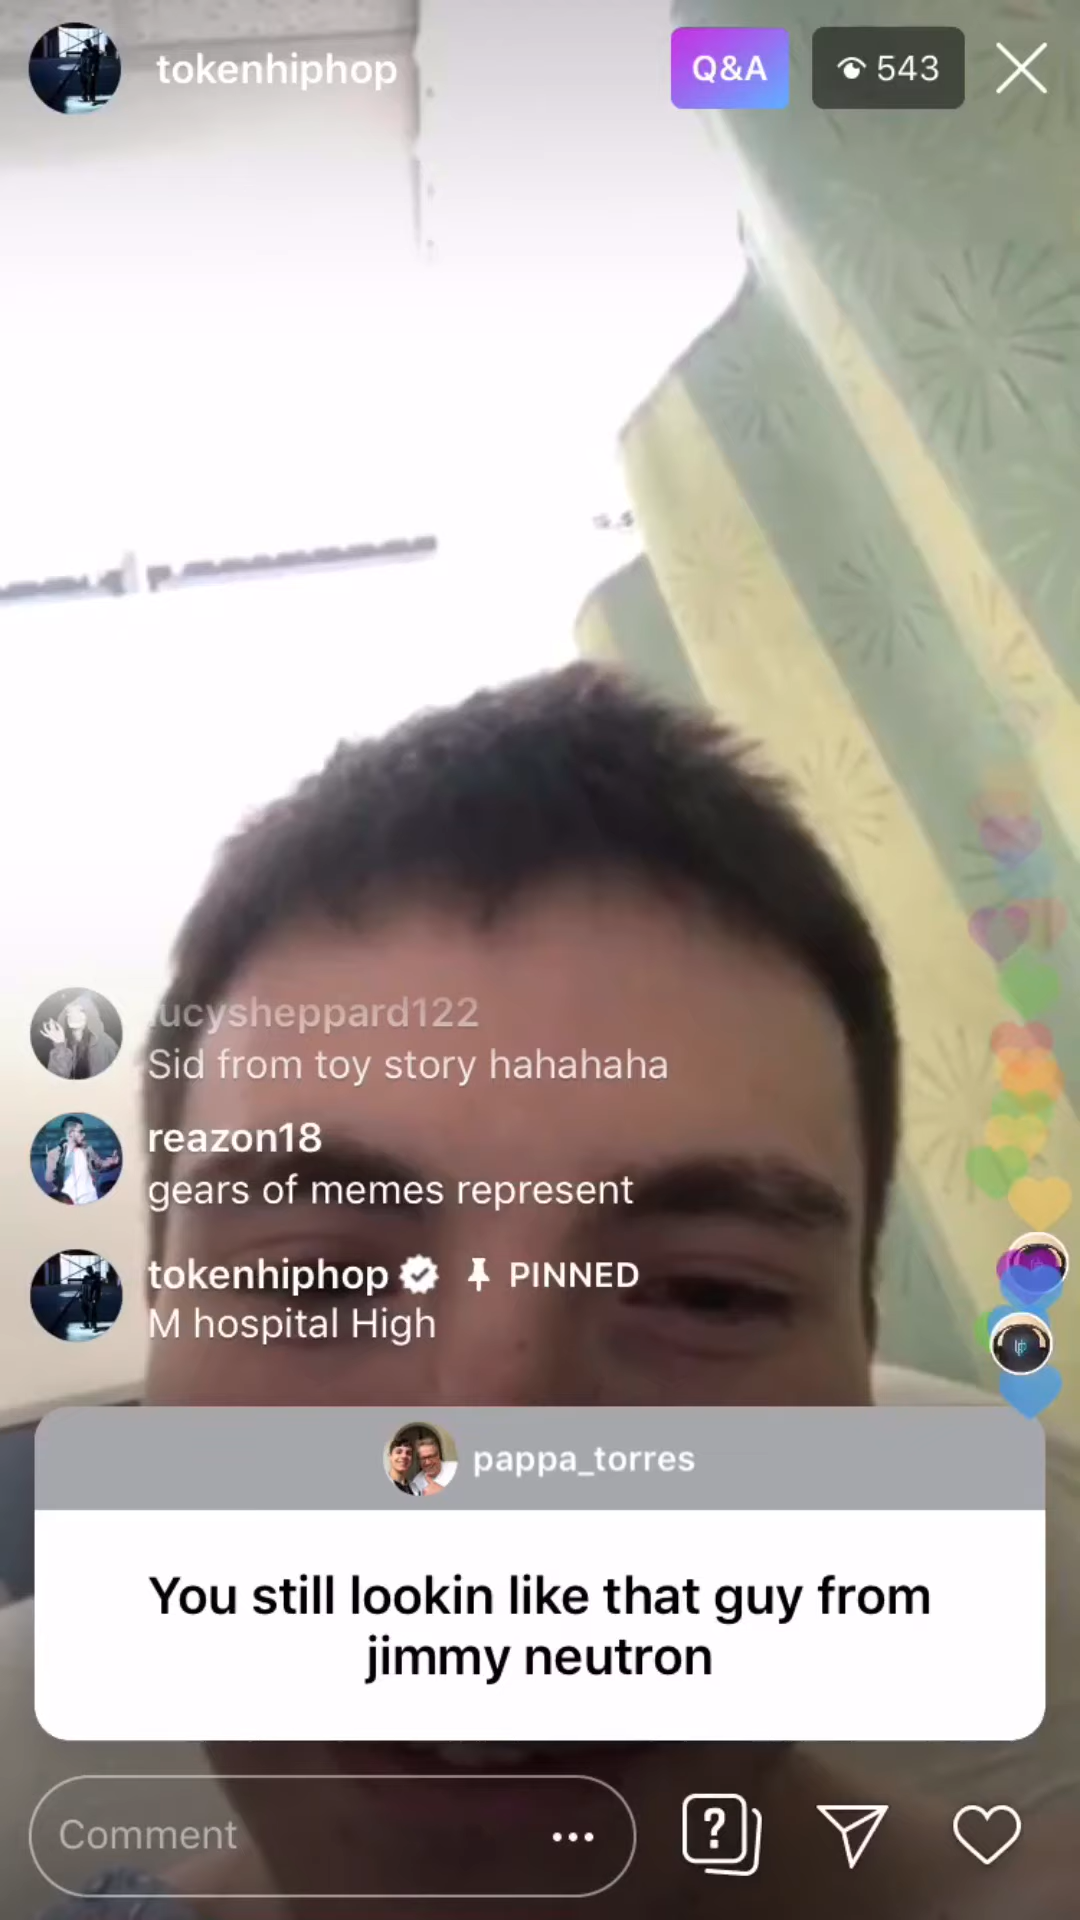 tokenhiphop
Q&A
543
lucysheppard122
Sid from toy story hahahaha
reazon18
gears of memes represent
tokenhiphop PINNED
M hospital High
pappa_torres
You still lookin like that guy from
jimmy neutron
Comment